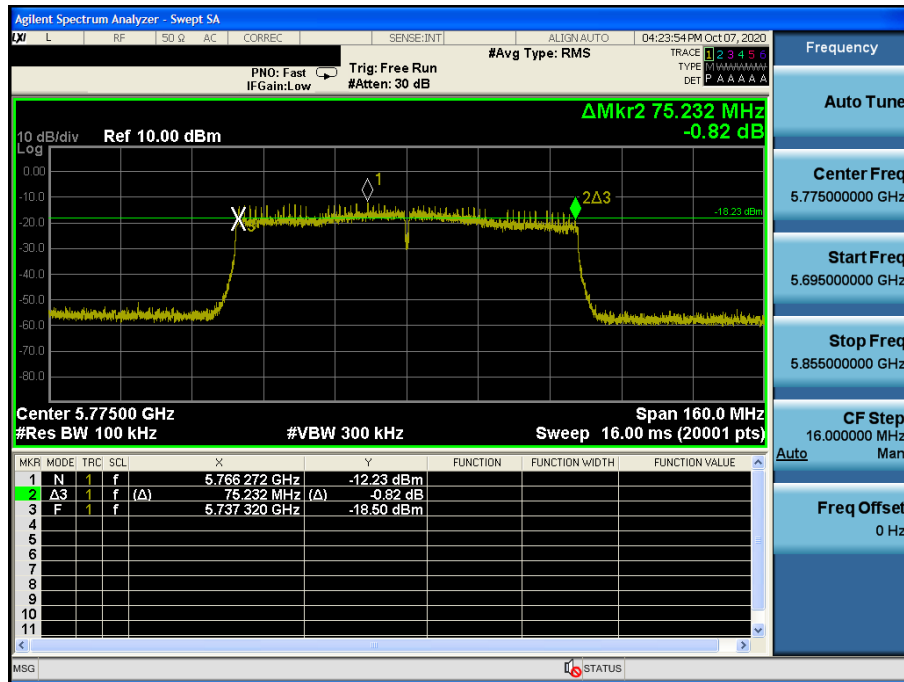 Agilent Spectrum Analyzer - Swept SA
LXI L RF 50 Ω AC CORREC SENSE:INT ALIGN AUTO 04:23:54 PM Oct 07, 2020
#Avg Type: RMS TRACE 1 2 3 4 5 6
PNO: Fast Trig: Free Run TYPE M WWWWW
IFGain:Low #Atten: 30 dB DET P A A A A A
ΔMkr2 75.232 MHz
-0.82 dB
10 dB/div Ref 10.00 dBm
Log
0.00
-10.0
-20.0
-30.0
-40.0
-50.0
-60.0
-70.0
-80.0
1
2Δ3
-18.23 dBm
3
Center 5.77500 GHz Span 160.0 MHz
#Res BW 100 kHz #VBW 300 kHz Sweep 16.00 ms (20001 pts)
MKR MODE TRC SCL X Y FUNCTION FUNCTION WIDTH FUNCTION VALUE
1 N 1 f 5.766 272 GHz -12.23 dBm
2 Δ3 1 f (Δ) 75.232 MHz (Δ) -0.82 dB
3 F 1 f 5.737 320 GHz -18.50 dBm
4
5
6
7
8
9
10
11
MSG STATUS
Frequency
Auto Tune
Center Freq
5.775000000 GHz
Start Freq
5.695000000 GHz
Stop Freq
5.855000000 GHz
CF Step
16.000000 MHz
Auto Man
Freq Offset
0 Hz